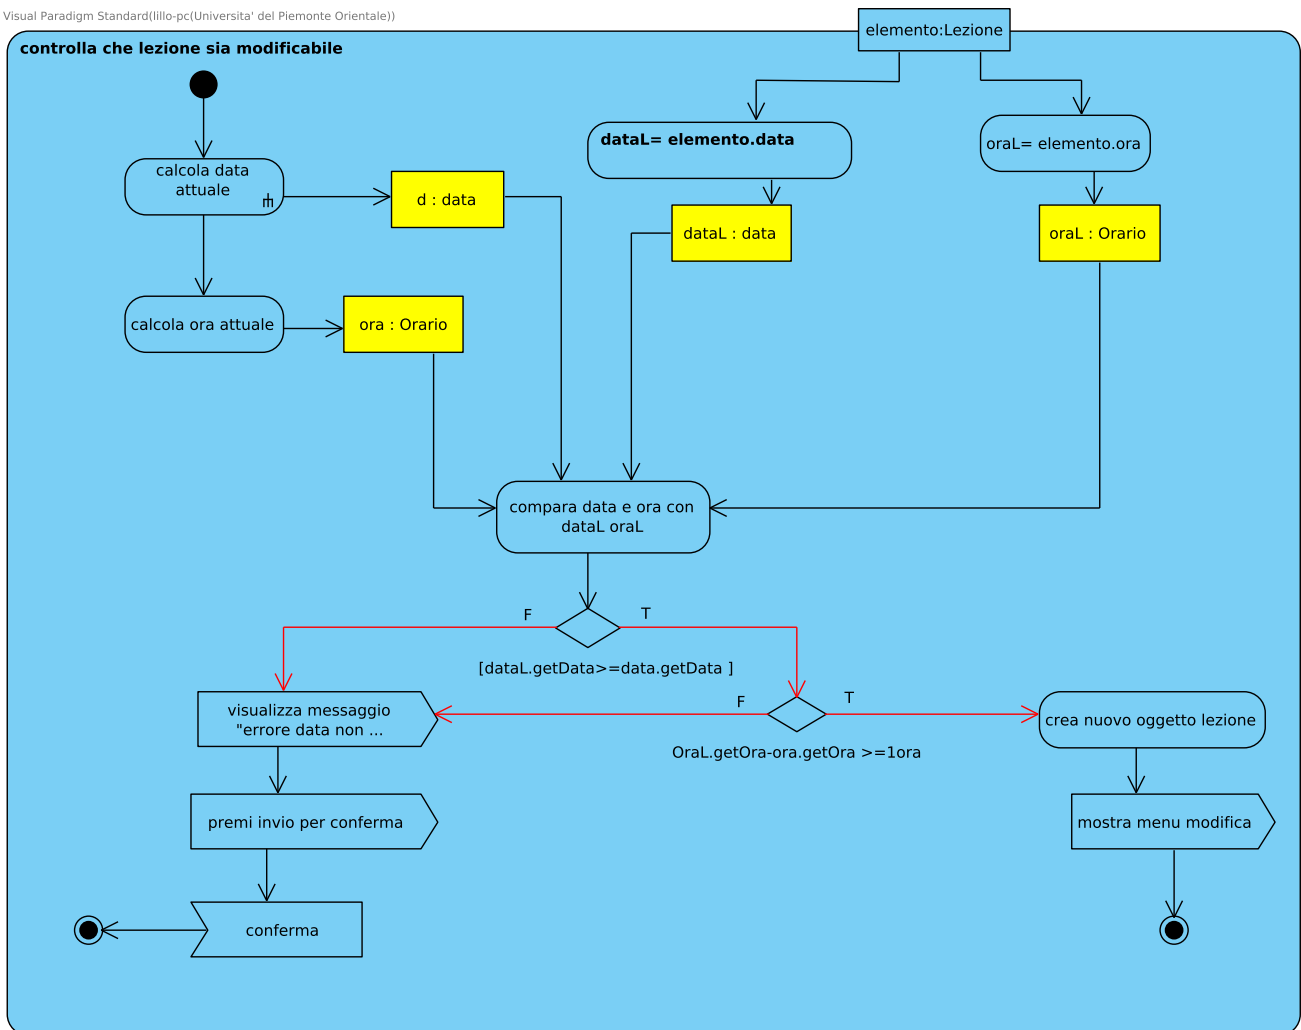 Visual Paradigm Standard(lillo-pc(Universita' del Piemonte Orientale))
elemento:Lezione
controlla che lezione sia modificabile
dataL= elemento.data
oraL= elemento.ora
calcola data
attuale
d : data
dataL : data
oraL : Orario
calcola ora attuale
ora : Orario
compara data e ora con
dataL oraL
F
T
[dataL.getData>=data.getData ]
visualizza messaggio
"errore data non ...
F
T
crea nuovo oggetto lezione
OraL.getOra-ora.getOra >=1ora
premi invio per conferma
mostra menu modifica
conferma